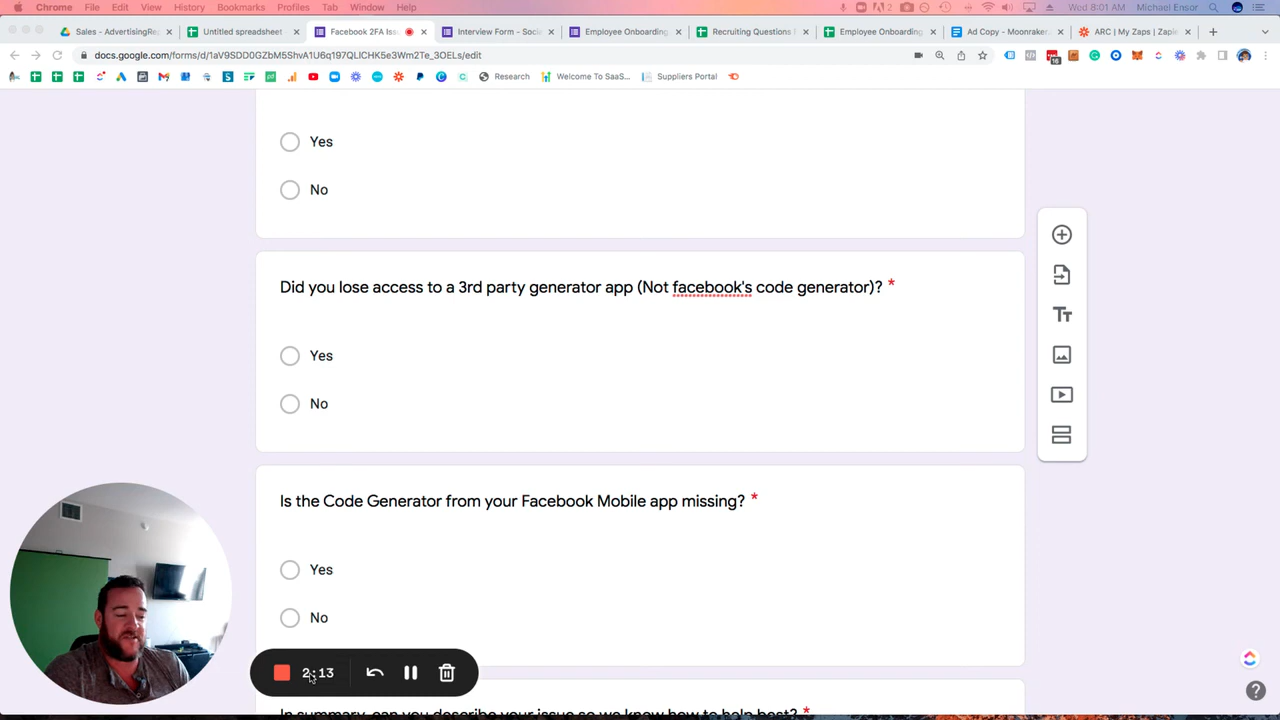 Chrome File Edit View History Bookmarks Profiles Tab Window Help 2 Wed 8:01 AM Michael Ensor
Sales - AdvertisingRe Untitled spreadsheet Facebook 2FA Iss Interview Form - Soci Employee Onboarding Recruiting Questions Employee Onboarding Ad Copy - Moonraker. ARC | My Zaps | Zapie
docs.google.com/forms/d/1aV9SDD0GZbM5ShvA1U6q197QLlCHK5e3Wm2Te_3OELs/edit 16
Research Welcome To SaaS... Suppliers Portal
Yes
No
Did you lose access to a 3rd party generator app (Not facebook's code generator)? *
Yes
No
Is the Code Generator from your Facebook Mobile app missing? *
Yes
No
2:13
In summary, can you describe your issue so we know how to help best? *